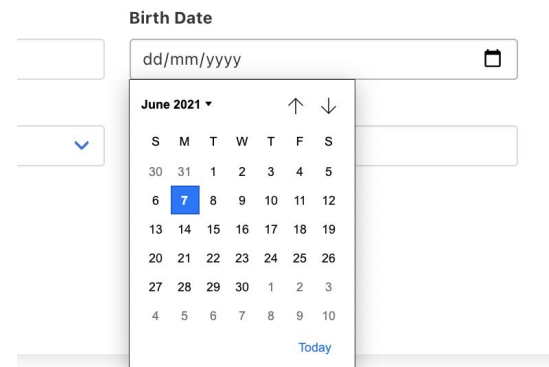 Birth Date
dd/mm/yyyy
June 2021
S M T W T F S
30 31 1 2 3 4 5
6 7 8 9 10 11 12
13 14 15 16 17 18 19
20 21 22 23 24 25 26
27 28 29 30 1 2 3
4 5 6 7 8 9 10
Today